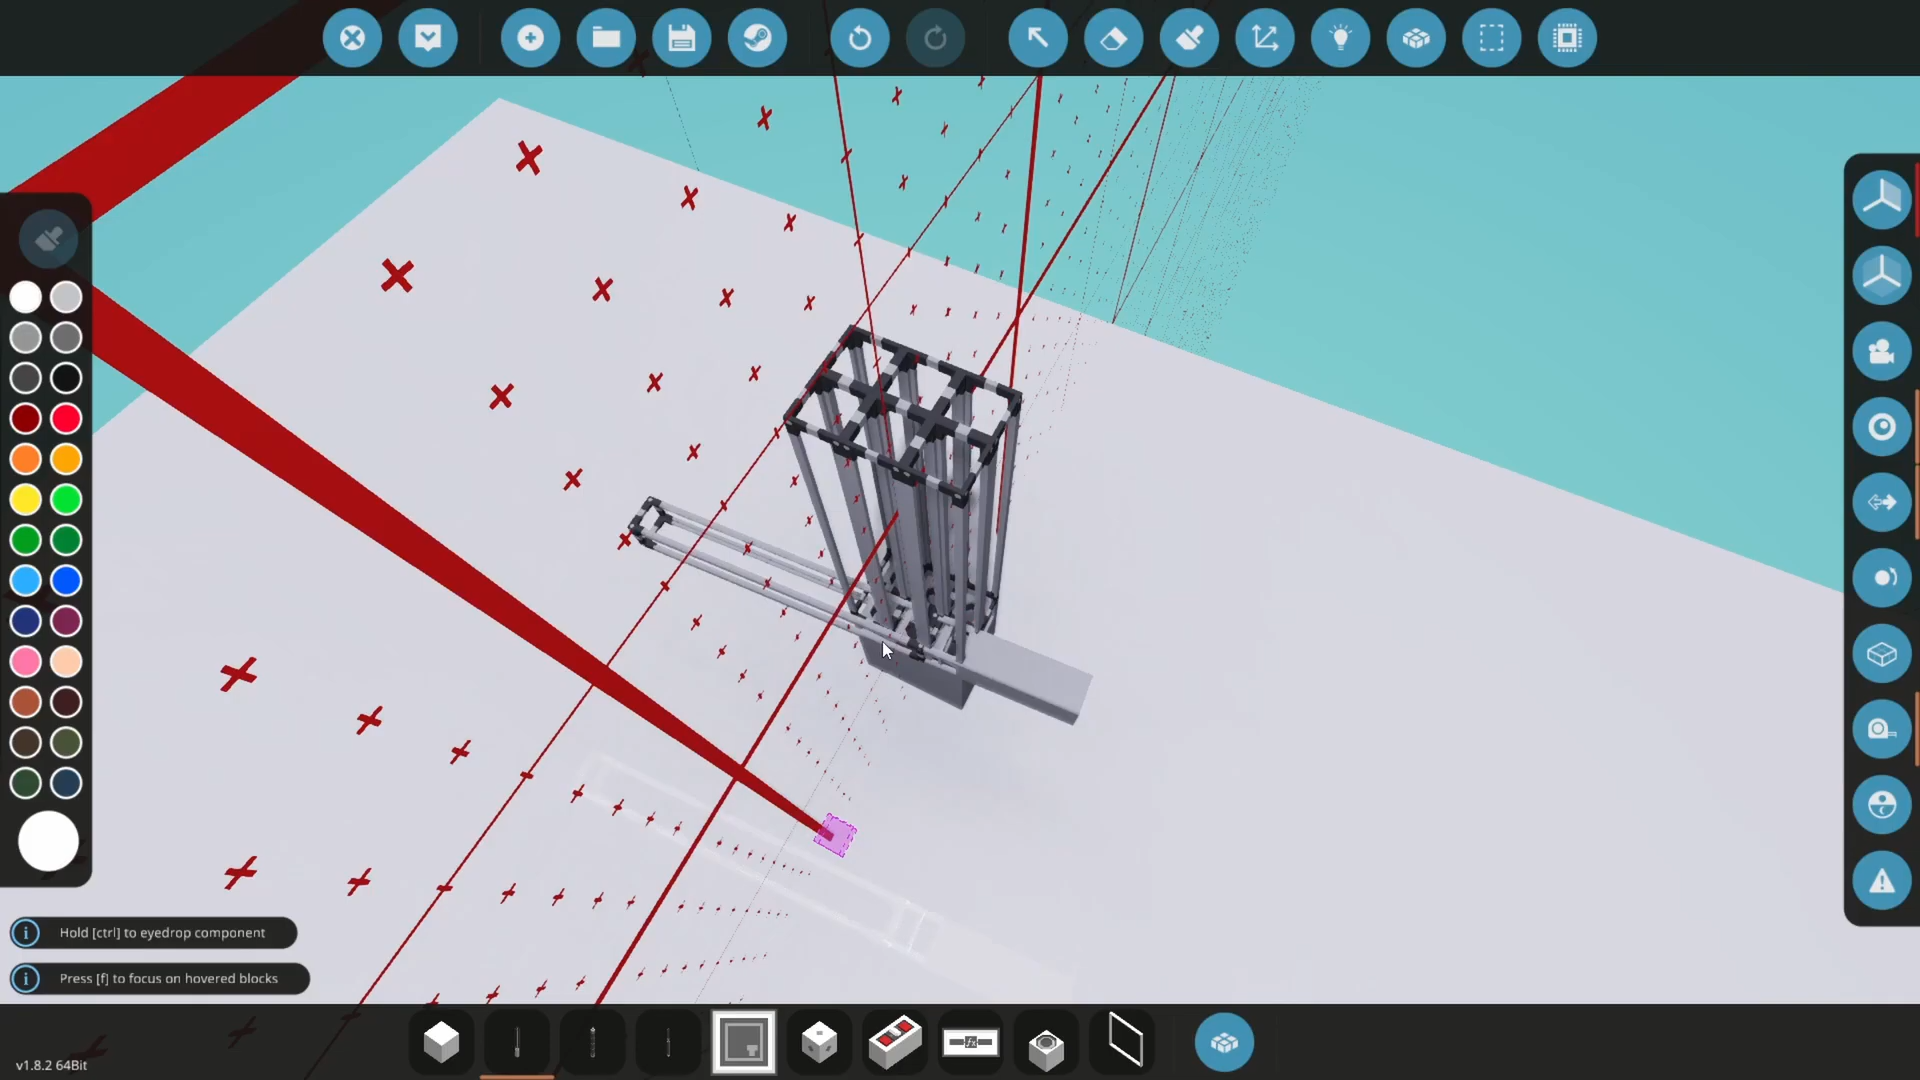 Hold [ctrl] to eyedrop component
Press [f] to focus on hovered blocks
v1.8.2 64Bit